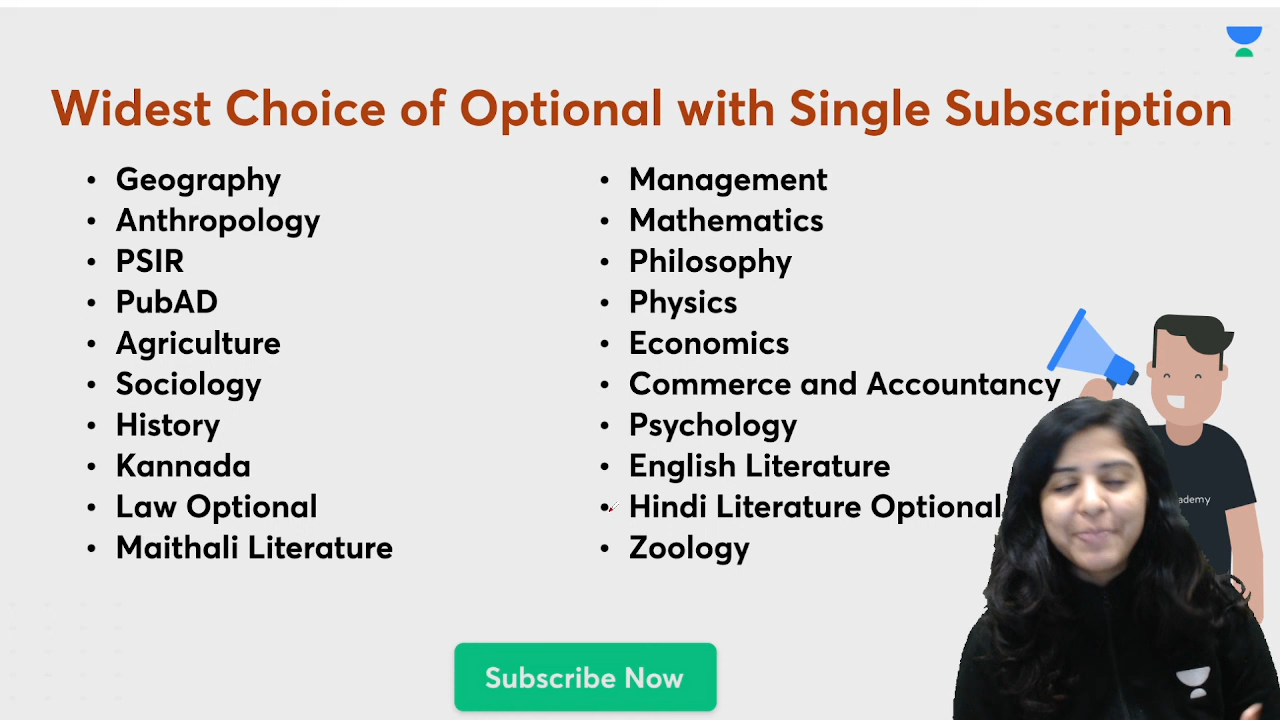 Widest Choice of Optional with Single Subscription
• Geography
• Anthropology
• PSIR
• PubAD
• Agriculture
• Sociology
• History
• Kannada
• Law Optional
• Maithali Literature
• Management
• Mathematics
• Philosophy
• Physics
• Economics
• Commerce and Accountancy
• Psychology
• English Literature
• Hindi Literature Optional
• Zoology
ademy
Subscribe Now